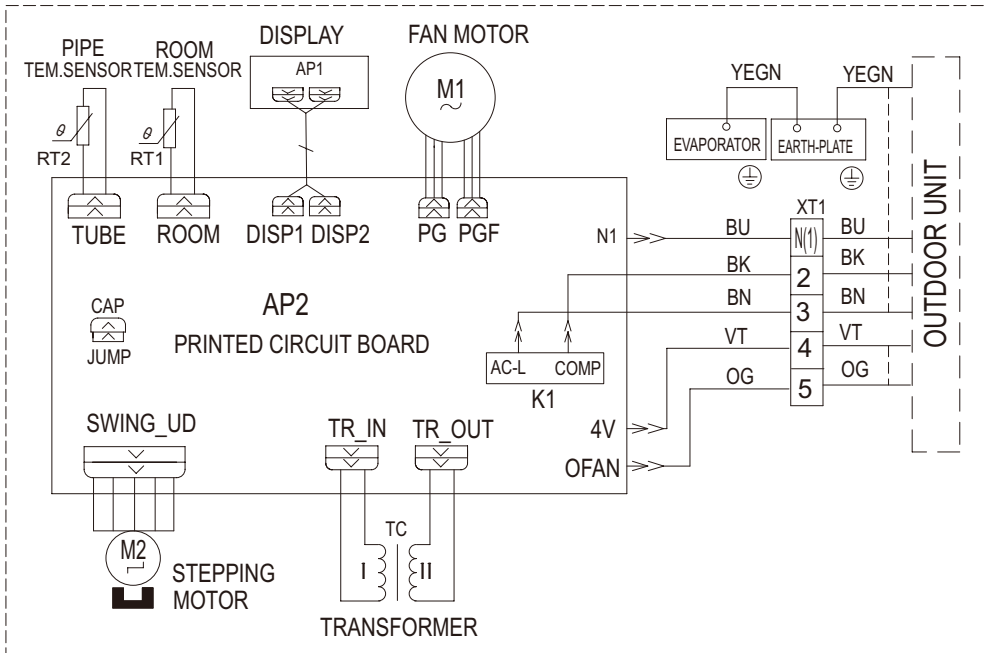 PIPE
TEM.SENSOR
ROOM
TEM.SENSOR
DISPLAY
AP1
FAN MOTOR
M1
~
θ
RT2
θ
RT1
YEGN
YEGN
EVAPORATOR
EARTH-PLATE
TUBE
ROOM
DISP1 DISP2
PG PGF
N1
XT1
BU
N(1)
BU
BK
2
BK
BN
3
BN
VT
4
VT
OG
5
OG
OUTDOOR UNIT
CAP
JUMP
AP2
PRINTED CIRCUIT BOARD
AC-L COMP
K1
4V
OFAN
SWING_UD
TR_IN
TR_OUT
M2
STEPPING
MOTOR
TC
I
II
TRANSFORMER